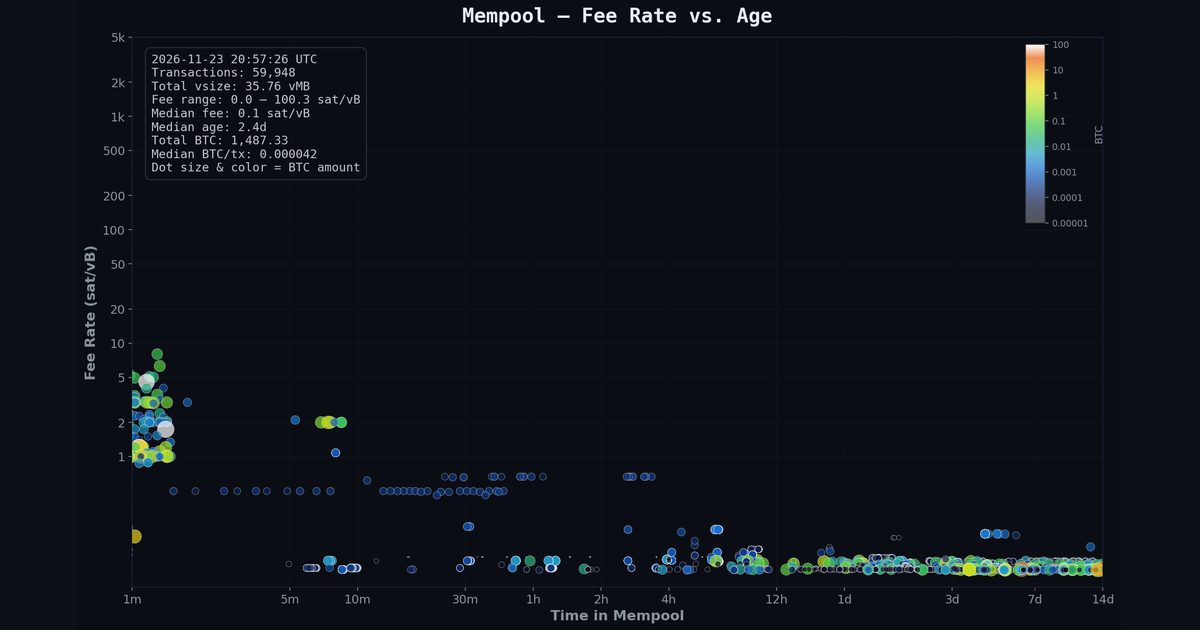 Mempool — Fee Rate vs. Age
2026-11-23 20:57:26 UTC
Transactions: 59,948
Total vsize: 35.76 vMB
Fee range: 0.0 – 100.3 sat/vB
Median fee: 0.1 sat/vB
Median age: 2.4d
Total BTC: 1,487.33
Median BTC/tx: 0.000042
Dot size & color = BTC amount
100
10
1
0.1
0.01
0.001
0.0001
0.00001
BTC
Fee Rate (sat/vB)
5k
2k
1k
500
200
100
50
20
10
5
2
1
1m 5m 10m 30m 1h 2h 4h 12h 1d 3d 7d 14d
Time in Mempool